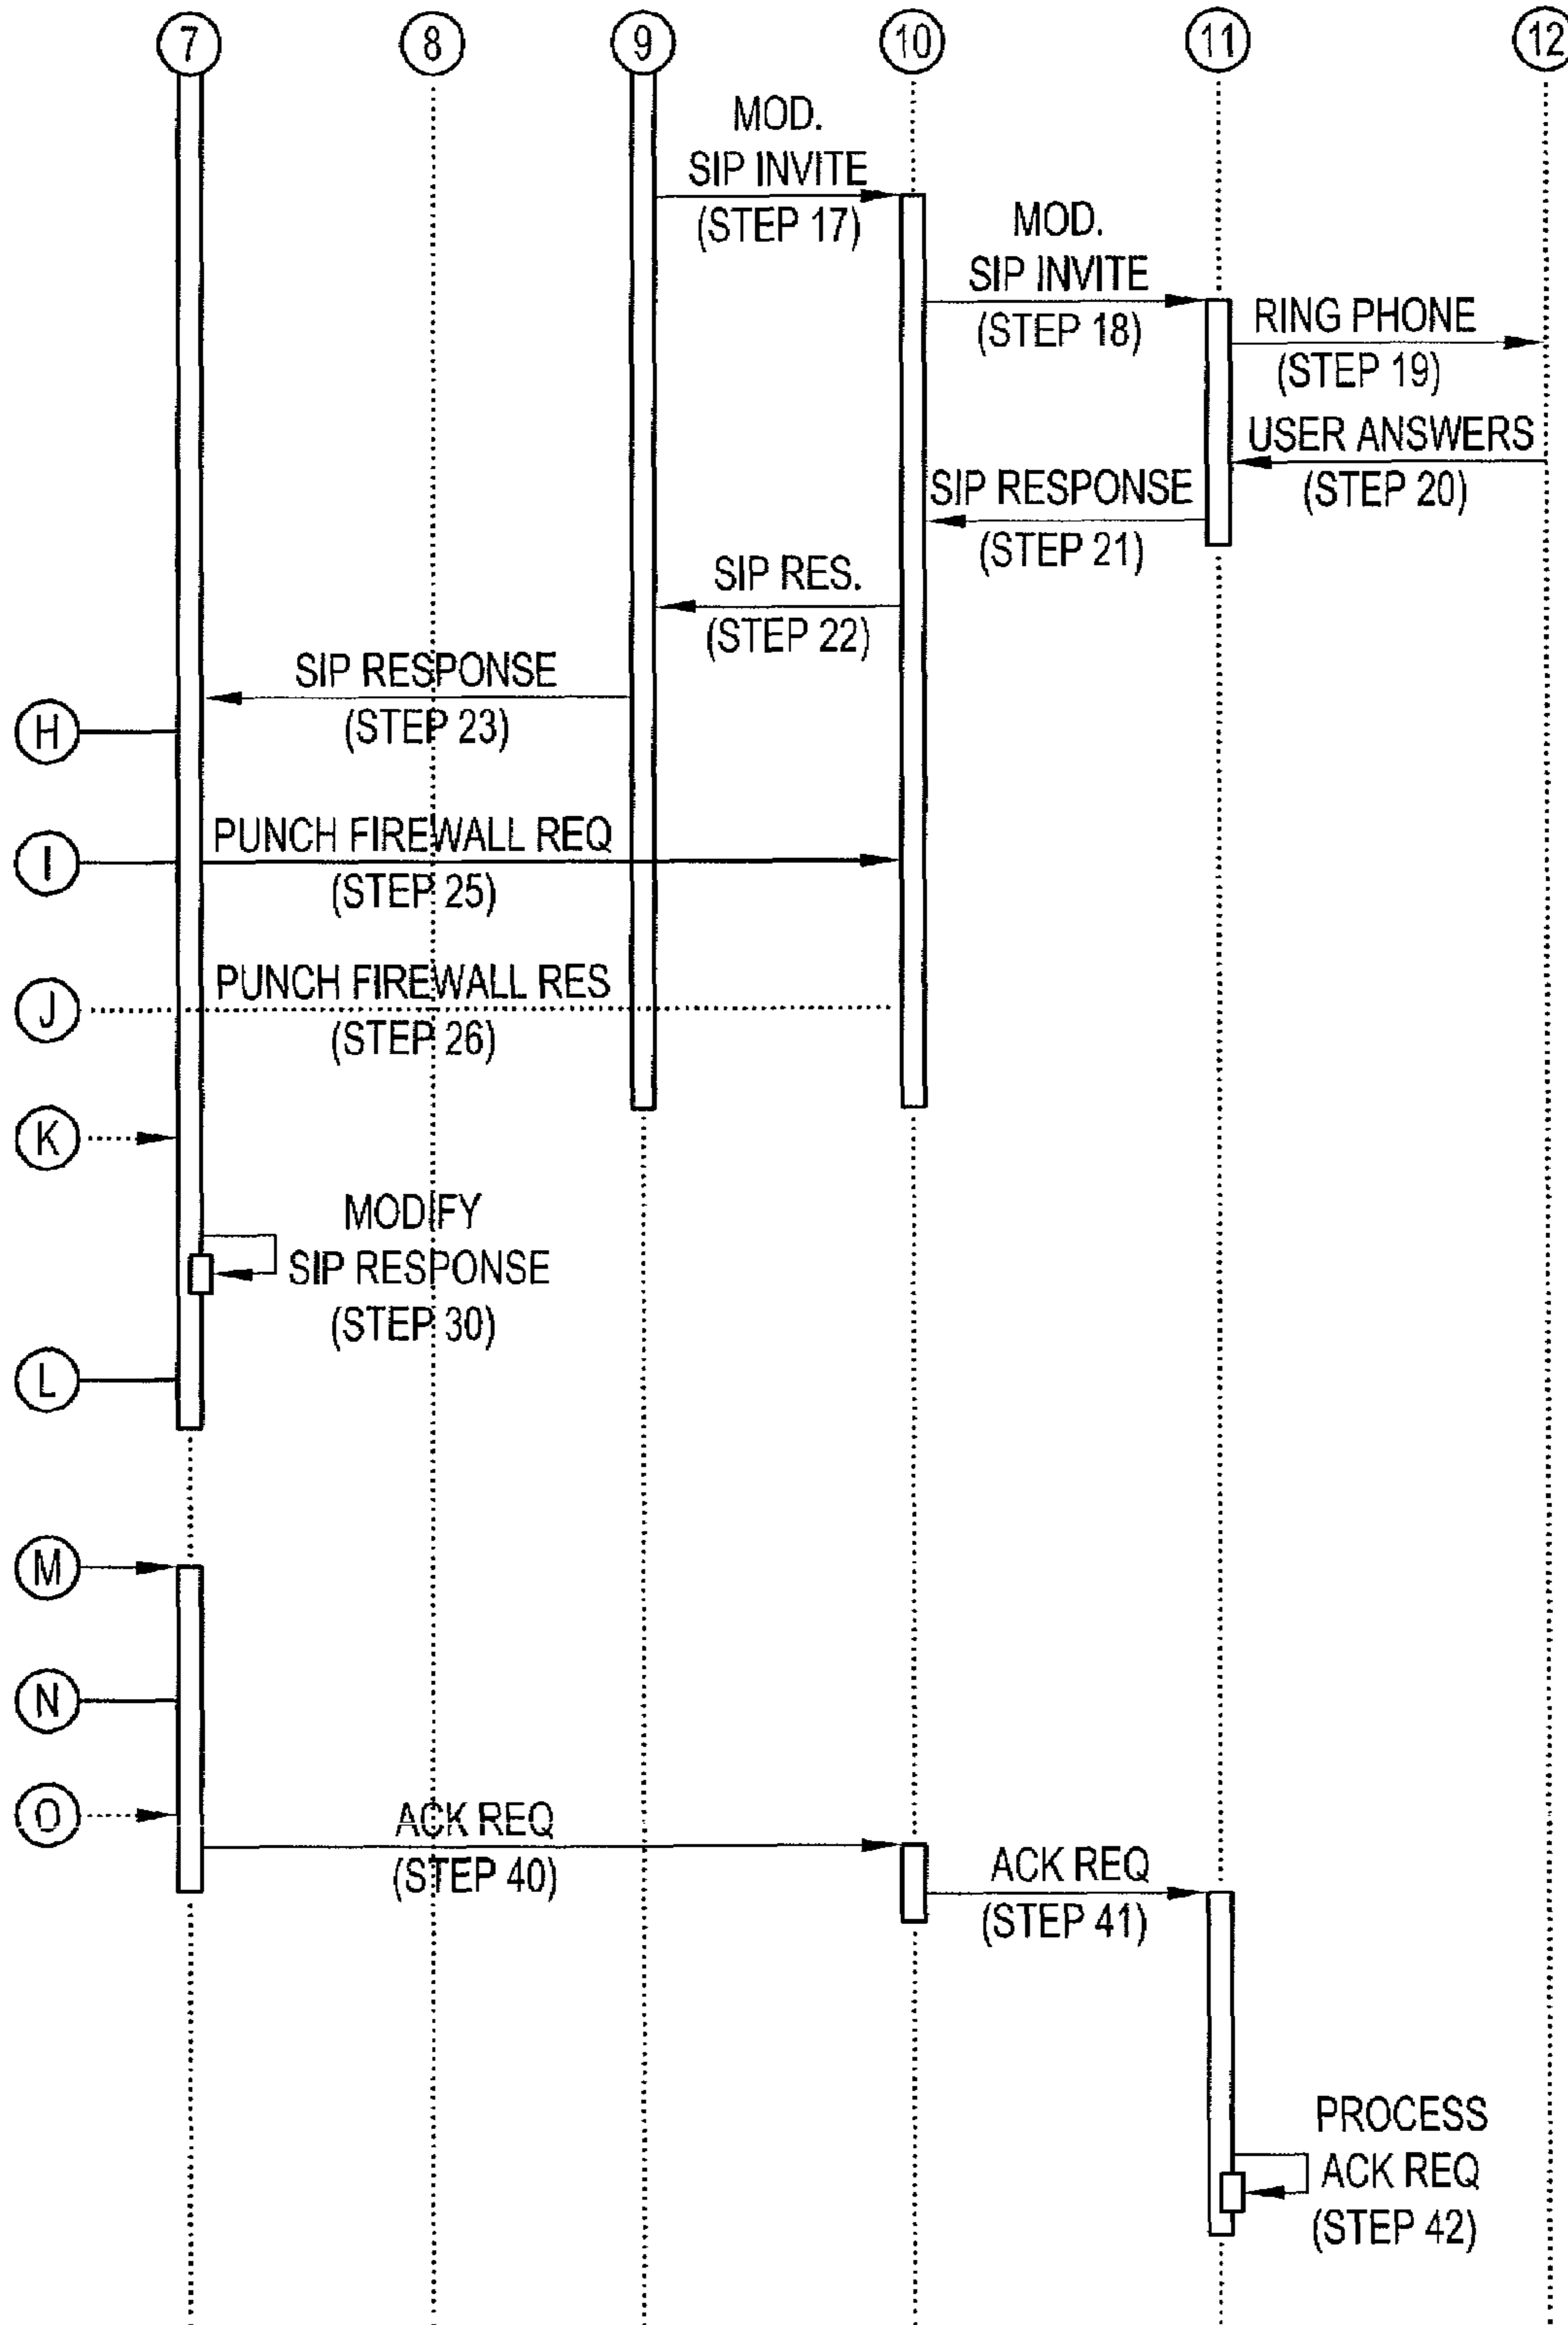 7 8 9 10 11 12
MOD.
SIP INVITE
(STEP 17)
MOD.
SIP INVITE
(STEP 18)
RING PHONE
(STEP 19)
USER ANSWERS
(STEP 20)
SIP RESPONSE
(STEP 21)
SIP RES.
(STEP 22)
SIP RESPONSE
(STEP 23)
H
I
PUNCH FIREWALL REQ
(STEP 25)
J
PUNCH FIREWALL RES
(STEP 26)
K
MODIFY
SIP RESPONSE
(STEP 30)
L
M
N
O
ACK REQ
(STEP 40)
ACK REQ
(STEP 41)
PROCESS
ACK REQ
(STEP 42)